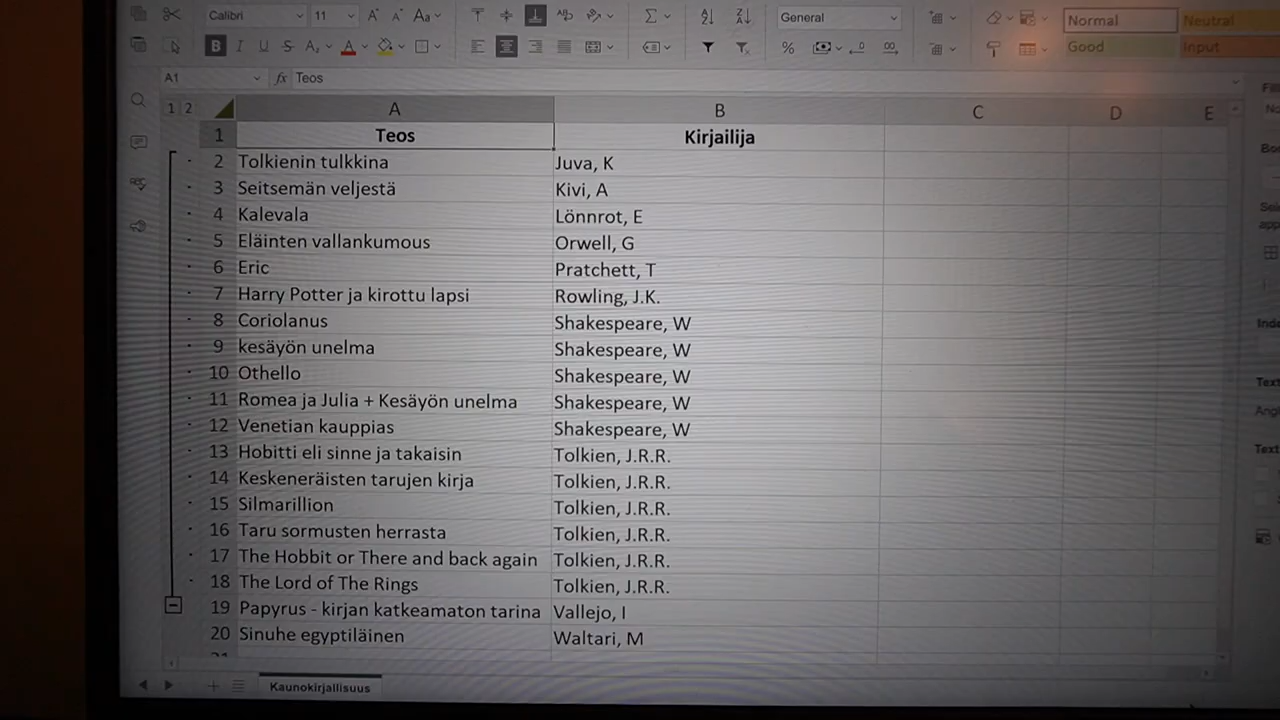 Calibri 11 A A Aa General Normal Neutral
B I U S A A % Good Input
A1 fx Teos
1 2 A B C D E
1 Teos Kirjailija
2 Tolkienin tulkkina Juva, K
3 Seitsemän veljestä Kivi, A
4 Kalevala Lönnrot, E
5 Eläinten vallankumous Orwell, G
6 Eric Pratchett, T
7 Harry Potter ja kirottu lapsi Rowling, J.K.
8 Coriolanus Shakespeare, W
9 kesäyön unelma Shakespeare, W
10 Othello Shakespeare, W
11 Romea ja Julia + Kesäyön unelma Shakespeare, W
12 Venetian kauppias Shakespeare, W
13 Hobitti eli sinne ja takaisin Tolkien, J.R.R.
14 Keskeneräisten tarujen kirja Tolkien, J.R.R.
15 Silmarillion Tolkien, J.R.R.
16 Taru sormusten herrasta Tolkien, J.R.R.
17 The Hobbit or There and back again Tolkien, J.R.R.
18 The Lord of The Rings Tolkien, J.R.R.
19 Papyrus - kirjan katkeamaton tarina Vallejo, I
20 Sinuhe egyptiläinen Waltari, M
Kaunokirjallisuus